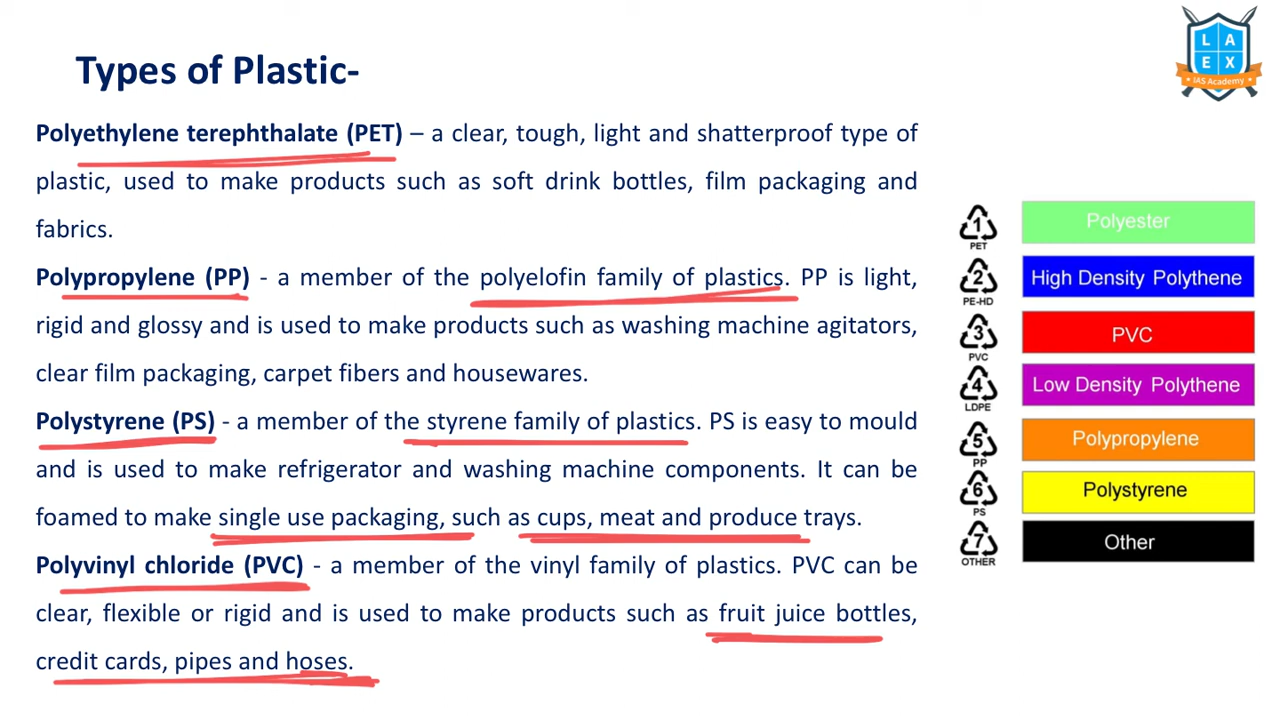 Types of Plastic-
L A
E X
IAS Academy
Polyethylene terephthalate (PET) – a clear, tough, light and shatterproof type of
plastic, used to make products such as soft drink bottles, film packaging and
fabrics.
Polypropylene (PP) - a member of the polyelofin family of plastics. PP is light,
rigid and glossy and is used to make products such as washing machine agitators,
clear film packaging, carpet fibers and housewares.
Polystyrene (PS) - a member of the styrene family of plastics. PS is easy to mould
and is used to make refrigerator and washing machine components. It can be
foamed to make single use packaging, such as cups, meat and produce trays.
Polyvinyl chloride (PVC) - a member of the vinyl family of plastics. PVC can be
clear, flexible or rigid and is used to make products such as fruit juice bottles,
credit cards, pipes and hoses.
1 PET Polyester
2 PE-HD High Density Polythene
3 PVC PVC
4 LDPE Low Density Polythene
5 PP Polypropylene
6 PS Polystyrene
7 OTHER Other